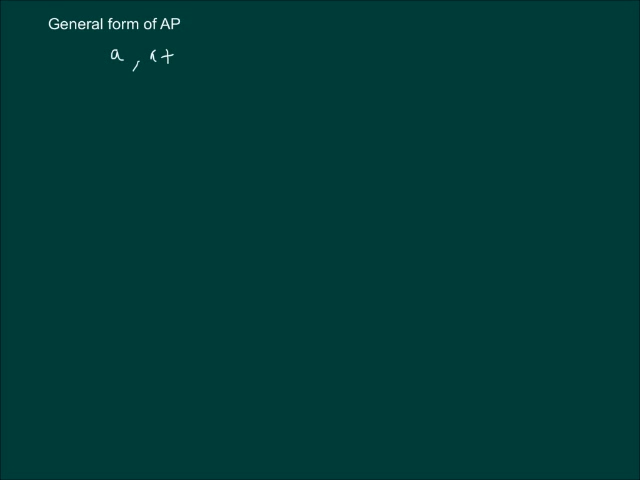 General form of AP
a, a+